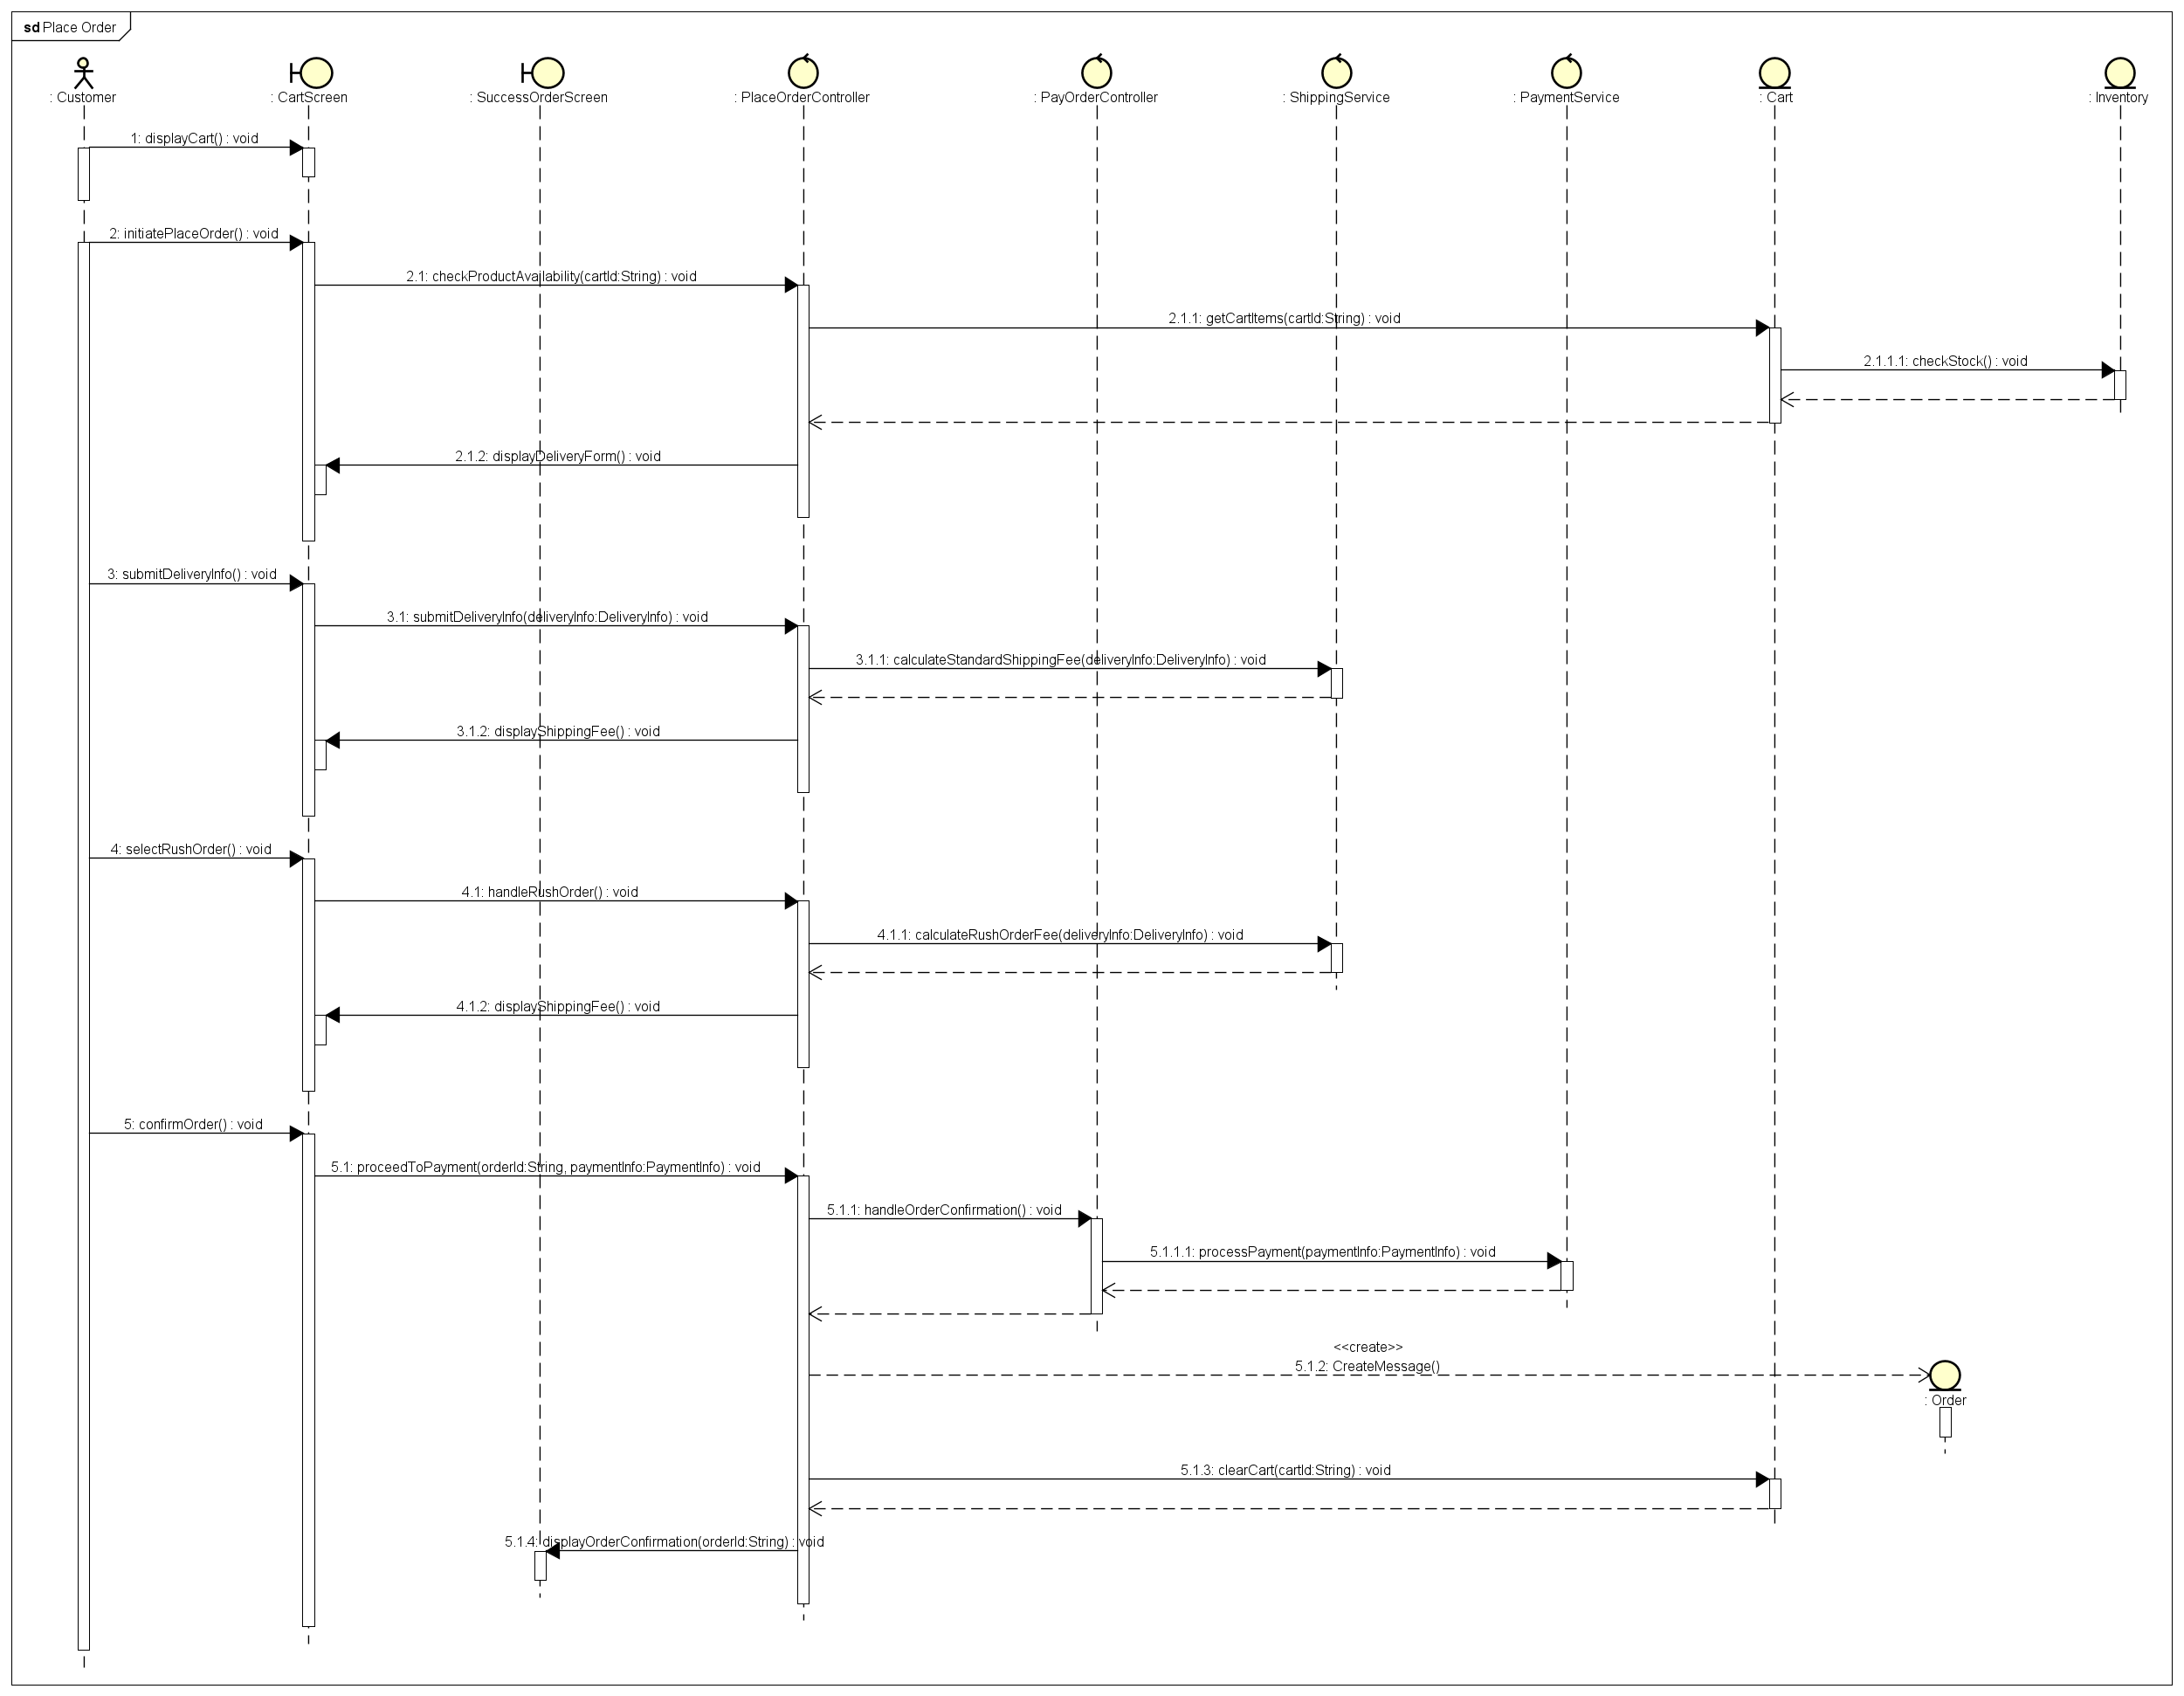 sd Place Order
: Customer
: CartScreen
: SuccessOrderScreen
: PlaceOrderController
: PayOrderController
: ShippingService
: PaymentService
: Cart
: Inventory
1: displayCart() : void
2: initiatePlaceOrder() : void
2.1: checkProductAvailability(cartId:String) : void
2.1.1: getCartItems(cartId:String) : void
2.1.1.1: checkStock() : void
2.1.2: displayDeliveryForm() : void
3: submitDeliveryInfo() : void
3.1: submitDeliveryInfo(deliveryInfo:DeliveryInfo) : void
3.1.1: calculateStandardShippingFee(deliveryInfo:DeliveryInfo) : void
3.1.2: displayShippingFee() : void
4: selectRushOrder() : void
4.1: handleRushOrder() : void
4.1.1: calculateRushOrderFee(deliveryInfo:DeliveryInfo) : void
4.1.2: displayShippingFee() : void
5: confirmOrder() : void
5.1: proceedToPayment(orderId:String, paymentInfo:PaymentInfo) : void
5.1.1: handleOrderConfirmation() : void
5.1.1.1: processPayment(paymentInfo:PaymentInfo) : void
<<create>>
5.1.2: CreateMessage()
: Order
5.1.3: clearCart(cartId:String) : void
5.1.4: displayOrderConfirmation(orderId:String) : void